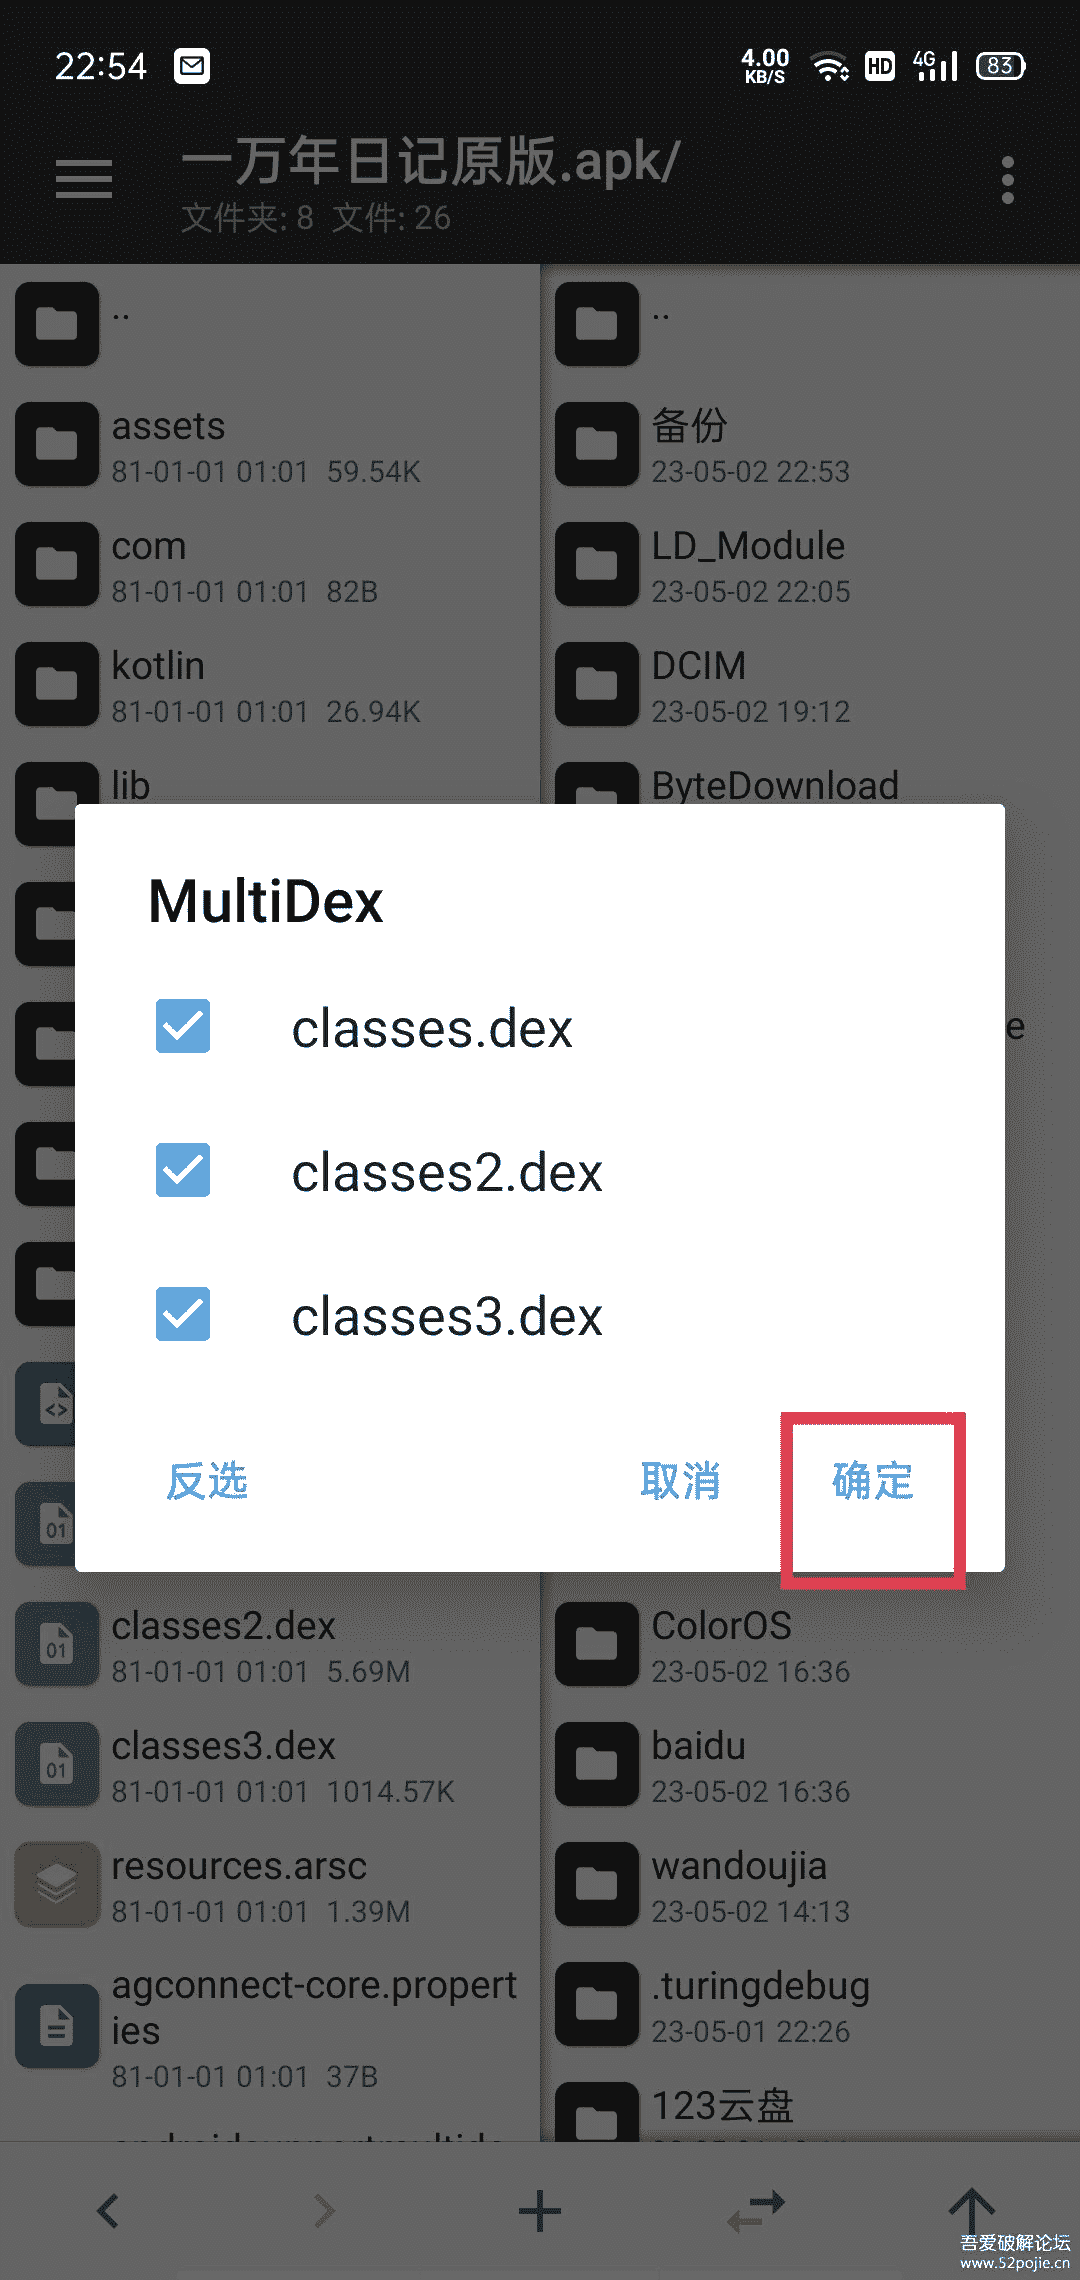 22:54
4.00
KB/S
HD
4G
83
一万年日记原版.apk/
文件夹: 8 文件: 26
..
assets
81-01-01 01:01 59.54K
com
81-01-01 01:01 82B
kotlin
81-01-01 01:01 26.94K
lib
..
备份
23-05-02 22:53
LD_Module
23-05-02 22:05
DCIM
23-05-02 19:12
ByteDownload
e
MultiDex
classes.dex
classes2.dex
classes3.dex
反选
取消
确定
01
classes2.dex
01
81-01-01 01:01 5.69M
classes3.dex
01
81-01-01 01:01 1014.57K
resources.arsc
81-01-01 01:01 1.39M
agconnect-core.propert
ies
81-01-01 01:01 37B
ColorOS
23-05-02 16:36
baidu
23-05-02 16:36
wandoujia
23-05-02 14:13
.turingdebug
23-05-01 22:26
123云盘
吾爱破解论坛
www.52pojie.cn